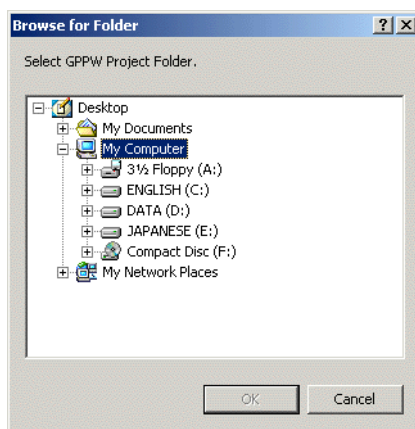 Browse for Folder
Select GPPW Project Folder.
Desktop
My Documents
My Computer
3½ Floppy (A:)
ENGLISH (C:)
DATA (D:)
JAPANESE (E:)
Compact Disc (F:)
My Network Places
OK
Cancel